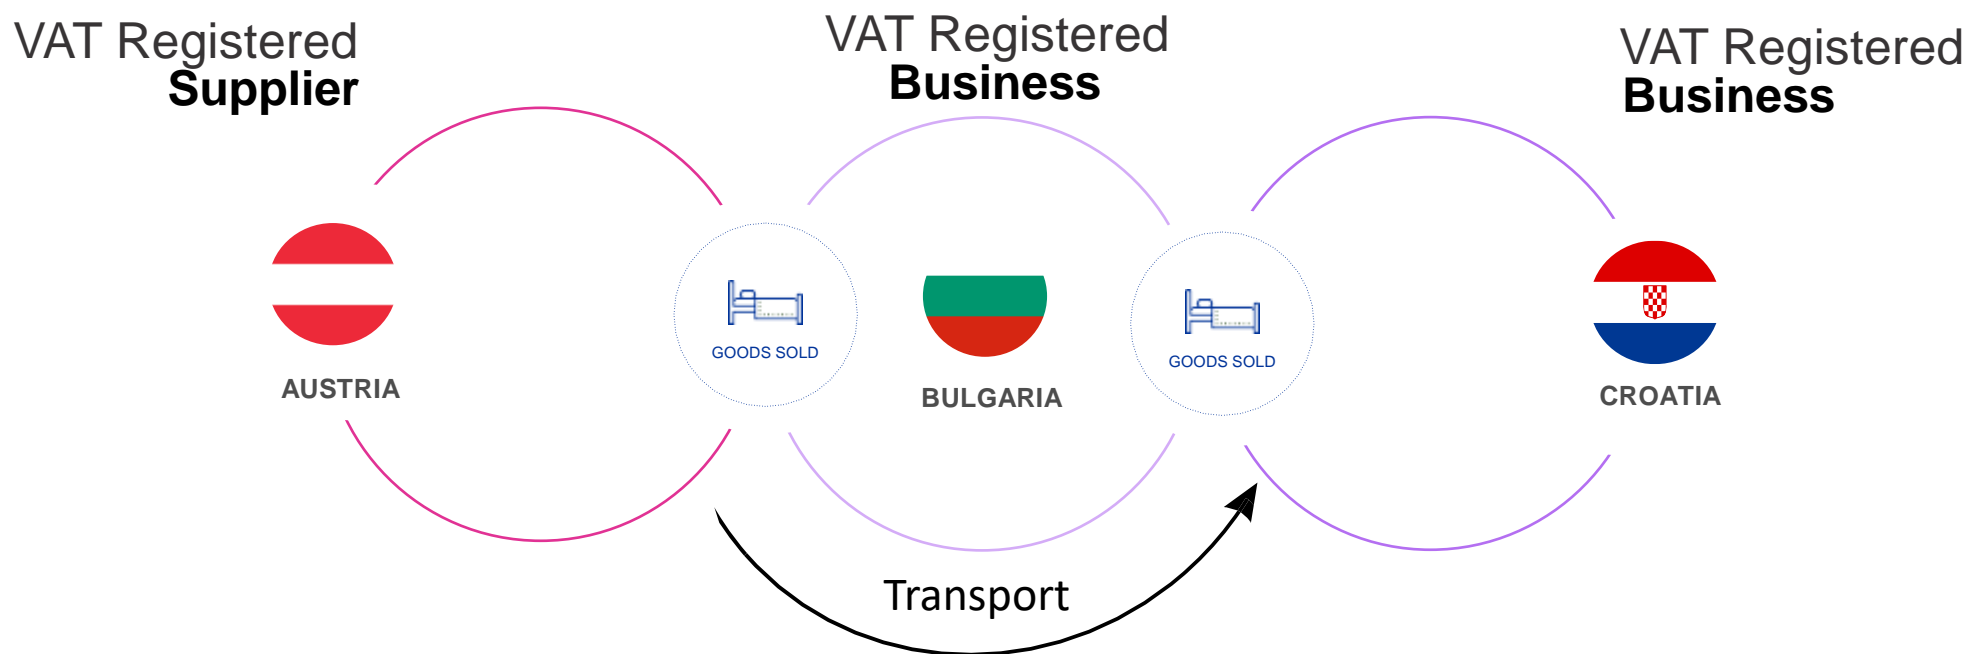 VAT Registered
Supplier
VAT Registered
Business
VAT Registered
Business
GOODS SOLD
GOODS SOLD
AUSTRIA
BULGARIA
CROATIA
Transport